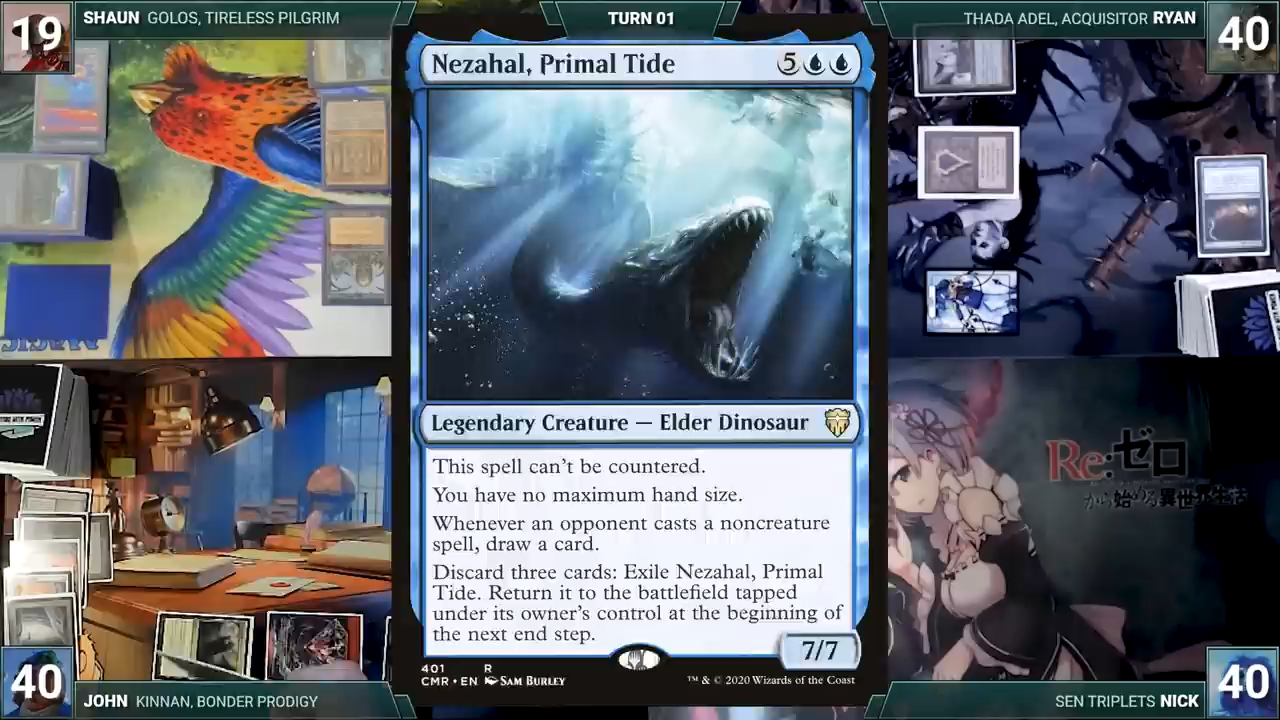 19
SHAUN GOLOS, TIRELESS PILGRIM
TURN 01
THADA ADEL, ACQUISITOR RYAN
40
Nezahal, Primal Tide 5
Legendary Creature — Elder Dinosaur
This spell can't be countered.
You have no maximum hand size.
Whenever an opponent casts a noncreature
spell, draw a card.
Discard three cards: Exile Nezahal, Primal
Tide. Return it to the battlefield tapped
under its owner's control at the beginning of
the next end step.
7/7
401 R
CMR • EN SAM BURLEY
™ & © 2020 Wizards of the Coast
MAGIC
Re:ゼロ
から始める異世界生活
40
JOHN KINNAN, BONDER PRODIGY
SEN TRIPLETS NICK
40